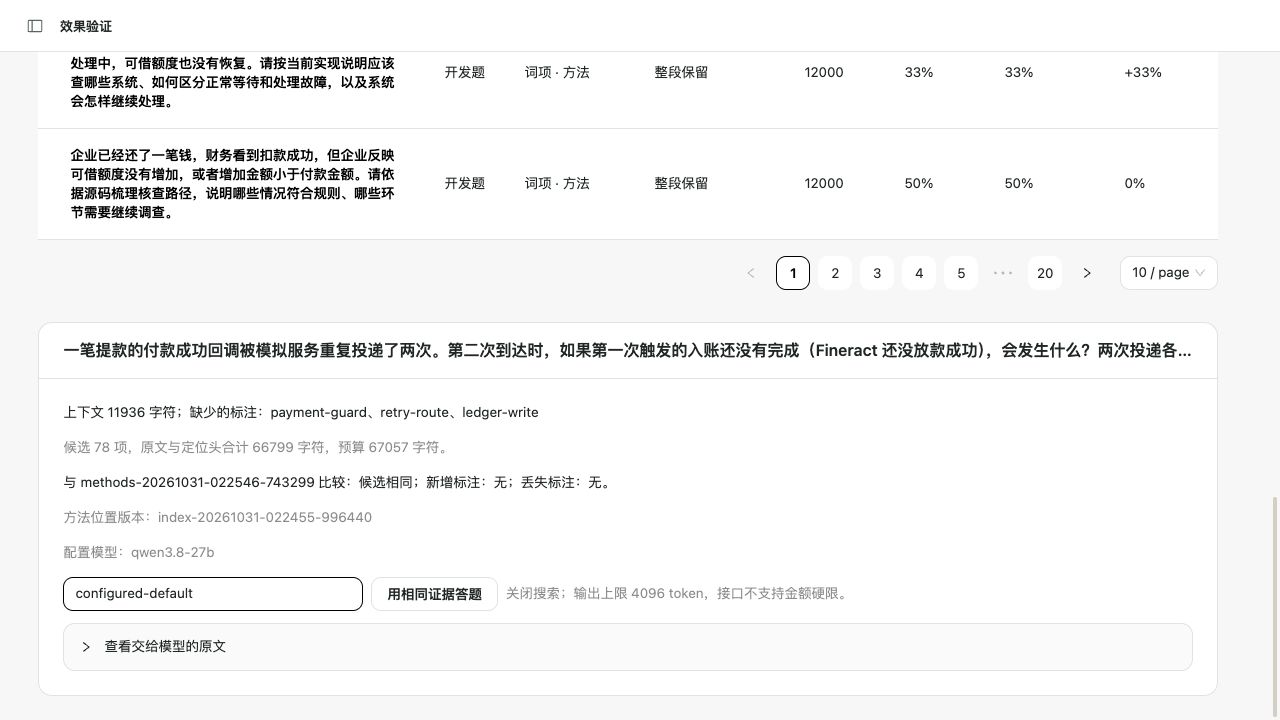 效果验证
处理中，可借额度也没有恢复。请按当前实现说明应该
查哪些系统、如何区分正常等待和处理故障，以及系统
会怎样继续处理。
开发题
词项 · 方法
整段保留
12000
33%
33%
+33%
企业已经还了一笔钱，财务看到扣款成功，但企业反映
可借额度没有增加，或者增加金额小于付款金额。请依
据源码梳理核查路径，说明哪些情况符合规则、哪些环
节需要继续调查。
开发题
词项 · 方法
整段保留
12000
50%
50%
0%
1 2 3 4 5 ··· 20 10 / page
一笔提款的付款成功回调被模拟服务重复投递了两次。第二次到达时，如果第一次触发的入账还没有完成（Fineract 还没放款成功），会发生什么？两次投递各...
上下文 11936 字符；缺少的标注：payment-guard、retry-route、ledger-write
候选 78 项，原文与定位头合计 66799 字符，预算 67057 字符。
与 methods-20261031-022546-743299 比较：候选相同；新增标注：无；丢失标注：无。
方法位置版本：index-20261031-022455-996440
配置模型：qwen3.8-27b
configured-default 用相同证据答题 关闭搜索；输出上限 4096 token，接口不支持金额硬限。
查看交给模型的原文